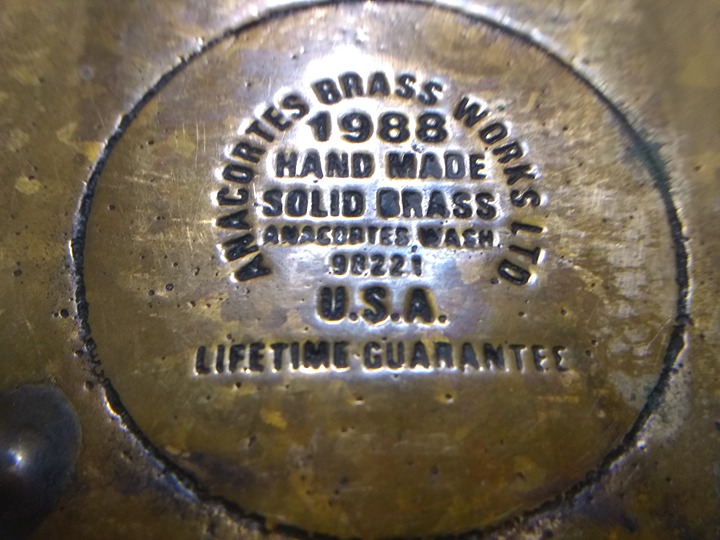 ANACORTES BRASS WORKS LTD.
1988
HAND MADE
SOLID BRASS
ANACORTES, WASH.
98221
U.S.A.
LIFETIME GUARANTEE